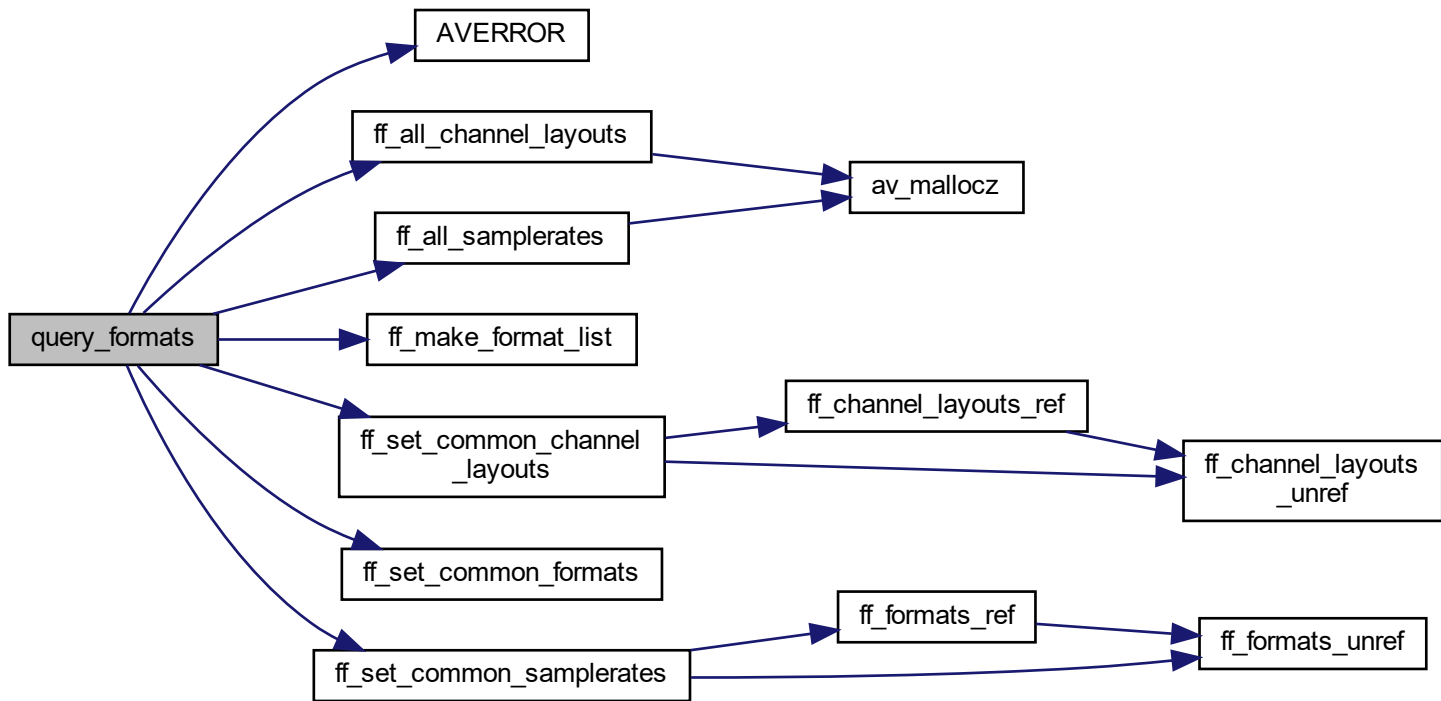 AVERROR
ff_all_channel_layouts
av_mallocz
ff_all_samplerates
query_formats
ff_make_format_list
ff_channel_layouts_ref
ff_set_common_channel
_layouts
ff_channel_layouts
_unref
ff_set_common_formats
ff_formats_ref
ff_formats_unref
ff_set_common_samplerates